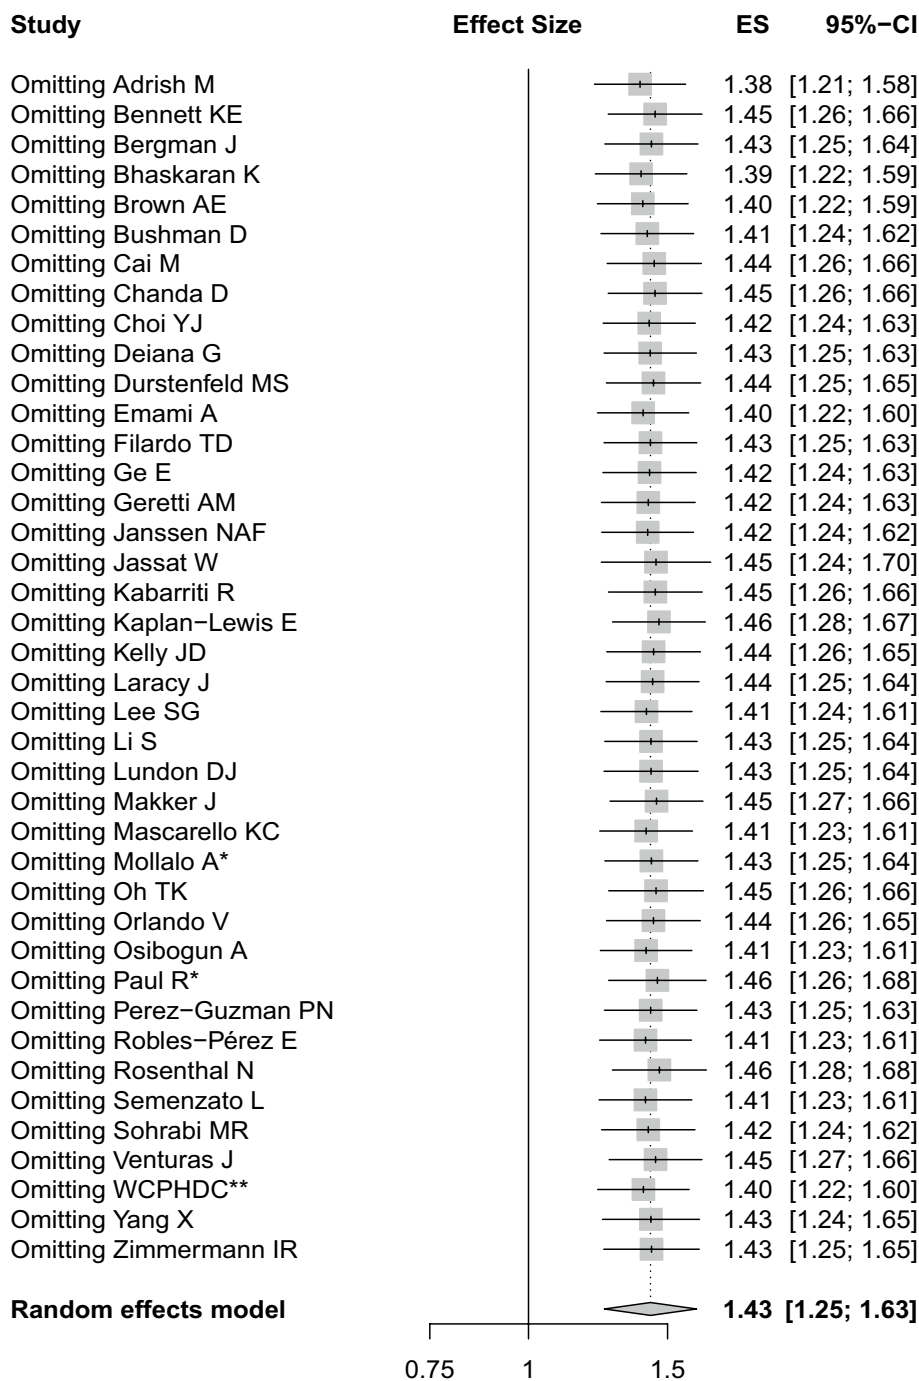 Study Effect Size ES 95%−CI
Omitting Adrish M 1.38 [1.21; 1.58]
Omitting Bennett KE 1.45 [1.26; 1.66]
Omitting Bergman J 1.43 [1.25; 1.64]
Omitting Bhaskaran K 1.39 [1.22; 1.59]
Omitting Brown AE 1.40 [1.22; 1.59]
Omitting Bushman D 1.41 [1.24; 1.62]
Omitting Cai M 1.44 [1.26; 1.66]
Omitting Chanda D 1.45 [1.26; 1.66]
Omitting Choi YJ 1.42 [1.24; 1.63]
Omitting Deiana G 1.43 [1.25; 1.63]
Omitting Durstenfeld MS 1.44 [1.25; 1.65]
Omitting Emami A 1.40 [1.22; 1.60]
Omitting Filardo TD 1.43 [1.25; 1.63]
Omitting Ge E 1.42 [1.24; 1.63]
Omitting Geretti AM 1.42 [1.24; 1.63]
Omitting Janssen NAF 1.42 [1.24; 1.62]
Omitting Jassat W 1.45 [1.24; 1.70]
Omitting Kabarriti R 1.45 [1.26; 1.66]
Omitting Kaplan−Lewis E 1.46 [1.28; 1.67]
Omitting Kelly JD 1.44 [1.26; 1.65]
Omitting Laracy J 1.44 [1.25; 1.64]
Omitting Lee SG 1.41 [1.24; 1.61]
Omitting Li S 1.43 [1.25; 1.64]
Omitting Lundon DJ 1.43 [1.25; 1.64]
Omitting Makker J 1.45 [1.27; 1.66]
Omitting Mascarello KC 1.41 [1.23; 1.61]
Omitting Mollalo A* 1.43 [1.25; 1.64]
Omitting Oh TK 1.45 [1.26; 1.66]
Omitting Orlando V 1.44 [1.26; 1.65]
Omitting Osibogun A 1.41 [1.23; 1.61]
Omitting Paul R* 1.46 [1.26; 1.68]
Omitting Perez−Guzman PN 1.43 [1.25; 1.63]
Omitting Robles−Pérez E 1.41 [1.23; 1.61]
Omitting Rosenthal N 1.46 [1.28; 1.68]
Omitting Semenzato L 1.41 [1.23; 1.61]
Omitting Sohrabi MR 1.42 [1.24; 1.62]
Omitting Venturas J 1.45 [1.27; 1.66]
Omitting WCPHDC** 1.40 [1.22; 1.60]
Omitting Yang X 1.43 [1.24; 1.65]
Omitting Zimmermann IR 1.43 [1.25; 1.65]
Random effects model 1.43 [1.25; 1.63]
0.75 1 1.5